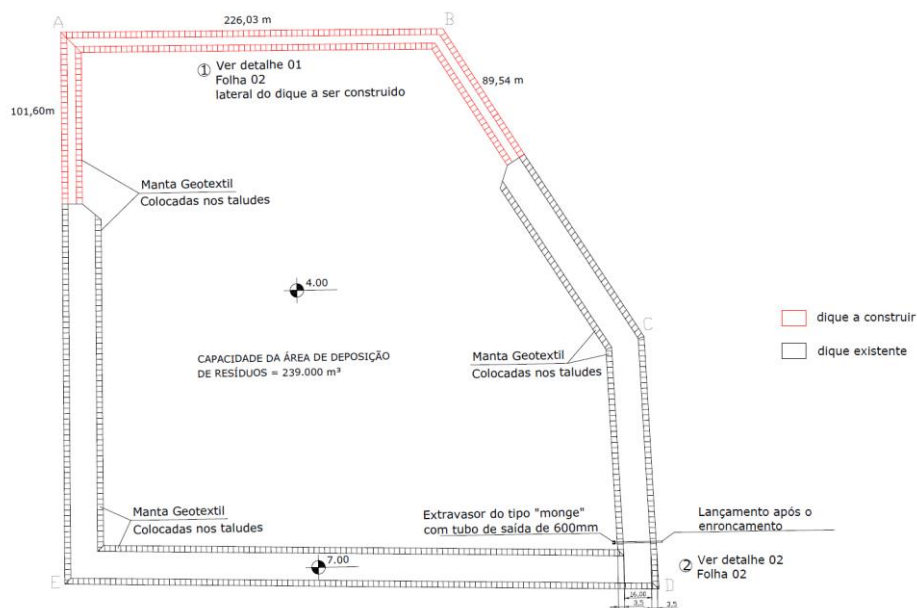 A
226,03 m
B
① Ver detalhe 01
Folha 02
lateral do dique a ser construido
89,54 m
101,60m
Manta Geotextil
Colocadas nos taludes
4.00
C
dique a construir
dique existente
CAPACIDADE DA ÁREA DE DEPOSIÇÃO
DE RESÍDUOS = 239.000 m³
Manta Geotextil
Colocadas nos taludes
Manta Geotextil
Colocadas nos taludes
Extravasor do tipo "monge"
com tubo de saída de 600mm
Lançamento após o
enroncamento
7.00
② Ver detalhe 02
Folha 02
E
D
16,00
3,5
3,5